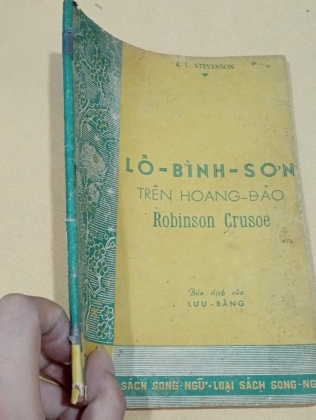 R. L. STEVENSON
LỖ-BÌNH-SƠN
TRÊN HOANG-ĐẢO
Robinson Crusoe
Bản dịch của
LƯU-BẰNG
SÁCH SONG-NGỮ • LOẠI SÁCH SONG-NG